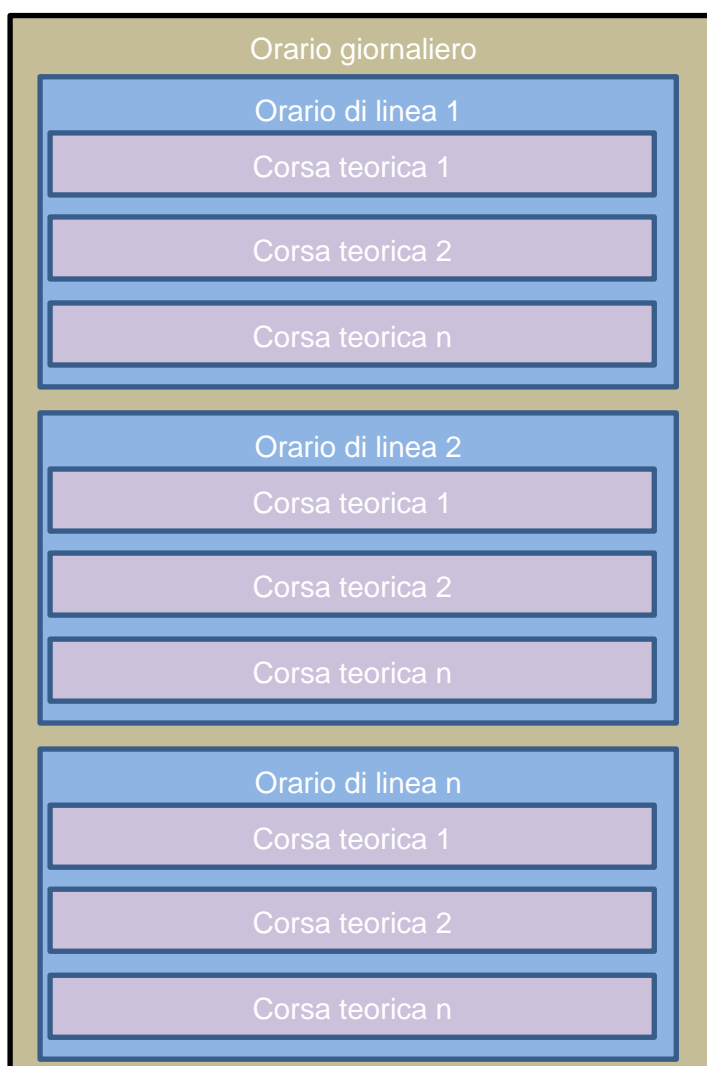 Orario giornaliero
Orario di linea 1
Corsa teorica 1
Corsa teorica 2
Corsa teorica n
Orario di linea 2
Corsa teorica 1
Corsa teorica 2
Corsa teorica n
Orario di linea n
Corsa teorica 1
Corsa teorica 2
Corsa teorica n